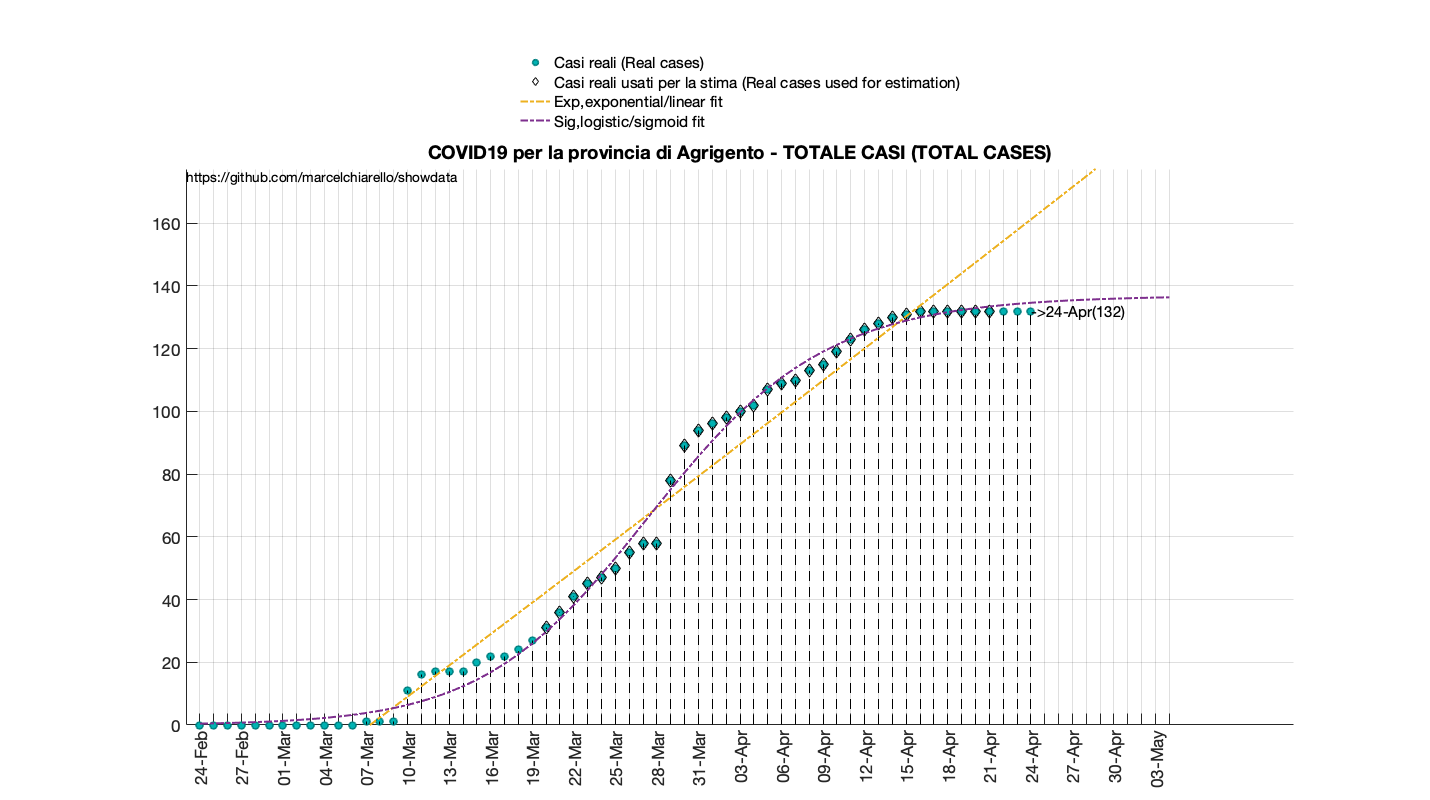 Casi reali (Real cases)
Casi reali usati per la stima (Real cases used for estimation)
Exp,exponential/linear fit
Sig,logistic/sigmoid fit
COVID19 per la provincia di Agrigento - TOTALE CASI (TOTAL CASES)
https://github.com/marcelchiarello/showdata
160
140
120
100
80
60
40
20
0
->24-Apr(132)
24-Feb
27-Feb
01-Mar
04-Mar
07-Mar
10-Mar
13-Mar
16-Mar
19-Mar
22-Mar
25-Mar
28-Mar
31-Mar
03-Apr
06-Apr
09-Apr
12-Apr
15-Apr
18-Apr
21-Apr
24-Apr
27-Apr
30-Apr
03-May